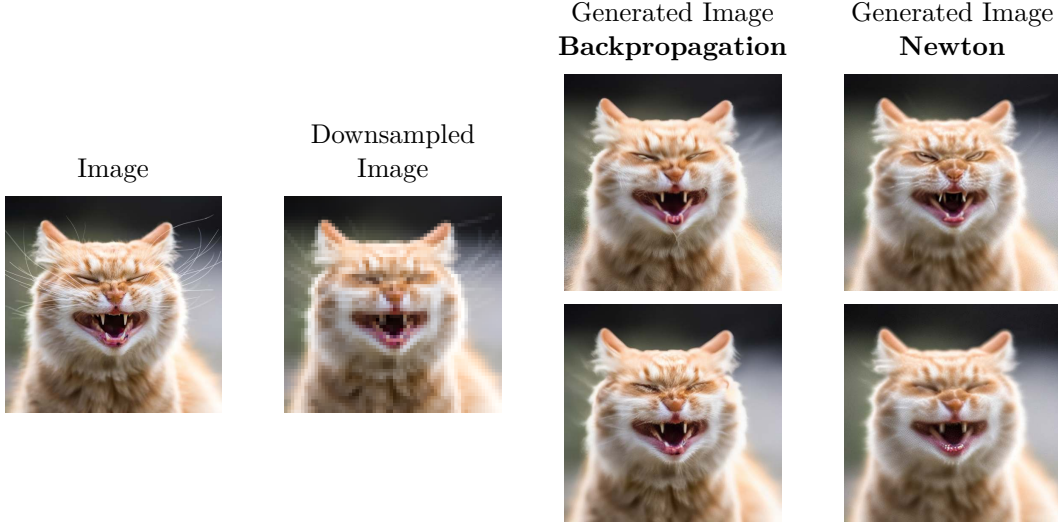 Image
Downsampled
Image
Generated Image
Backpropagation
Generated Image
Newton